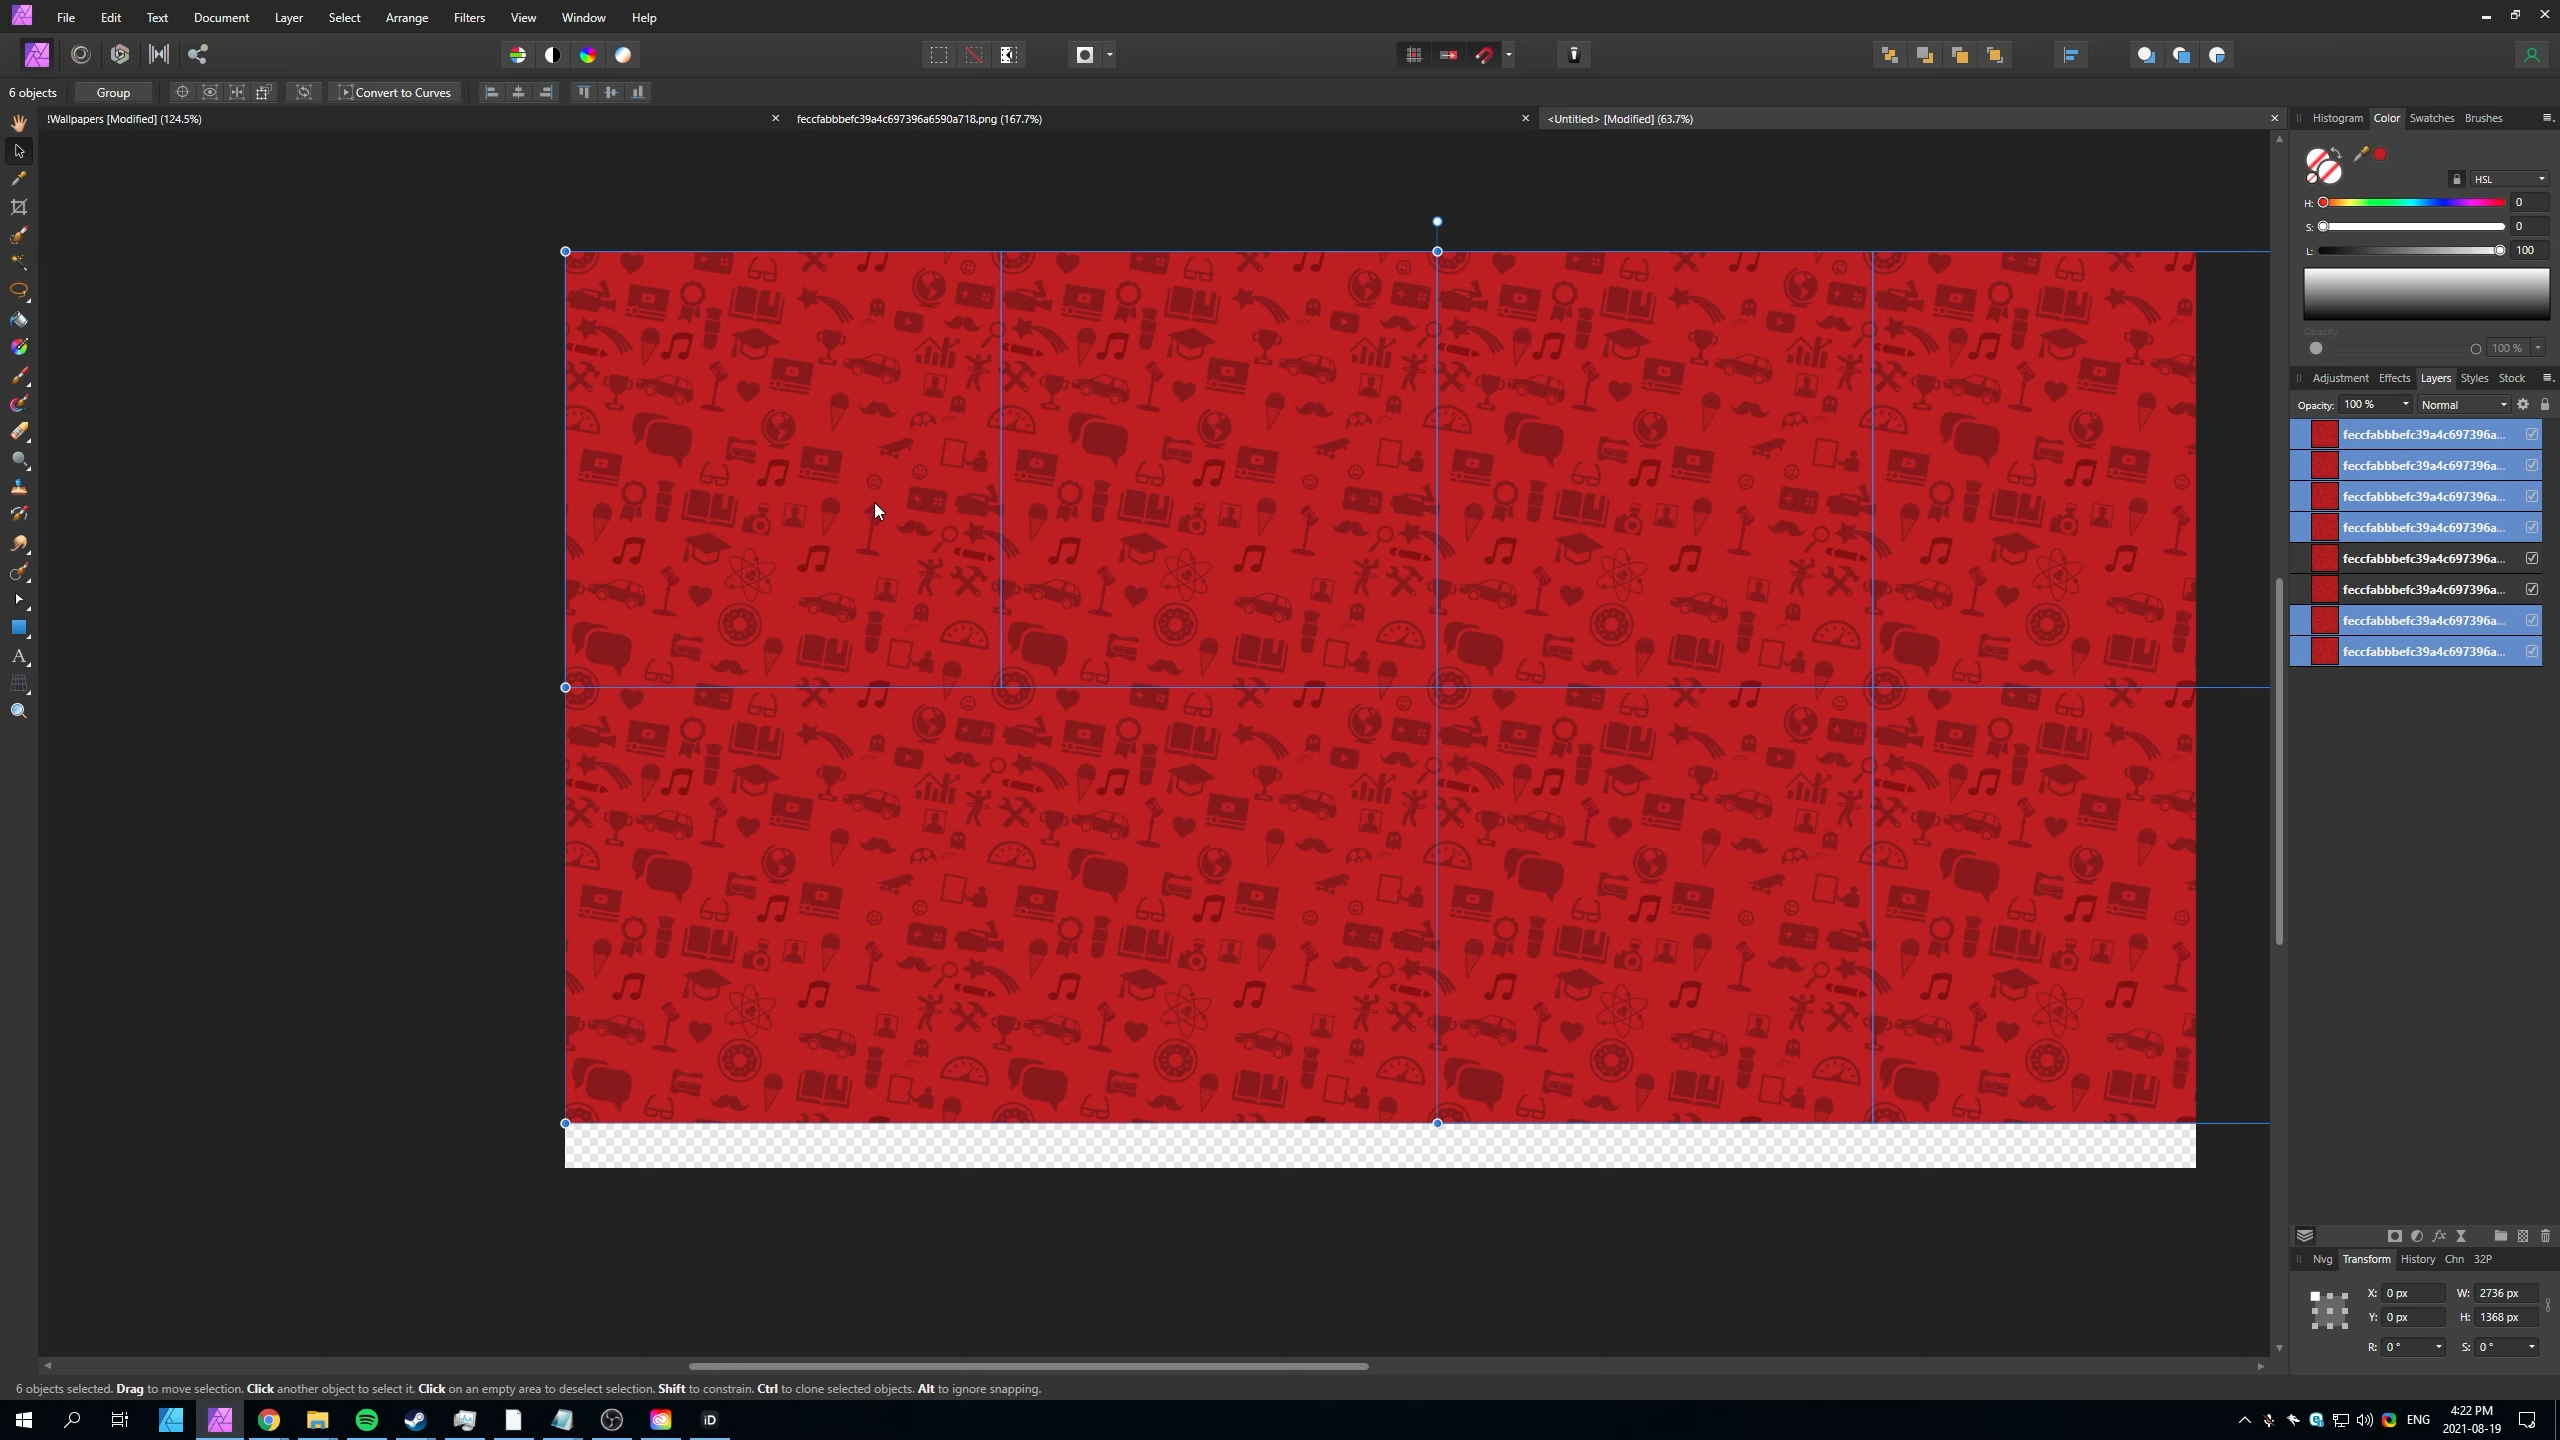 File Edit Text Document Layer Select Arrange Filters View Window Help
6 objects Group Convert to Curves
!Wallpapers [Modified] (124.5%) feccfabbbefc39a4c697396a6590a718.png (167.7%) <Untitled> [Modified] (63.7%)
Histogram Color Swatches Brushes
HSL
H: 0
S: 0
L: 100
Opacity
100 %
Adjustment Effects Layers Styles Stock
Opacity: 100 % Normal
feccfabbbefc39a4c697396a...
feccfabbbefc39a4c697396a...
feccfabbbefc39a4c697396a...
feccfabbbefc39a4c697396a...
feccfabbbefc39a4c697396a...
feccfabbbefc39a4c697396a...
feccfabbbefc39a4c697396a...
feccfabbbefc39a4c697396a...
Nvg Transform History Chn 32P
X: 0 px W: 2736 px
Y: 0 px H: 1368 px
R: 0 ° S: 0 °
6 objects selected. Drag to move selection. Click another object to select it. Click on an empty area to deselect selection. Shift to constrain. Ctrl to clone selected objects. Alt to ignore snapping.
iD
ENG
4:22 PM
2021-08-19